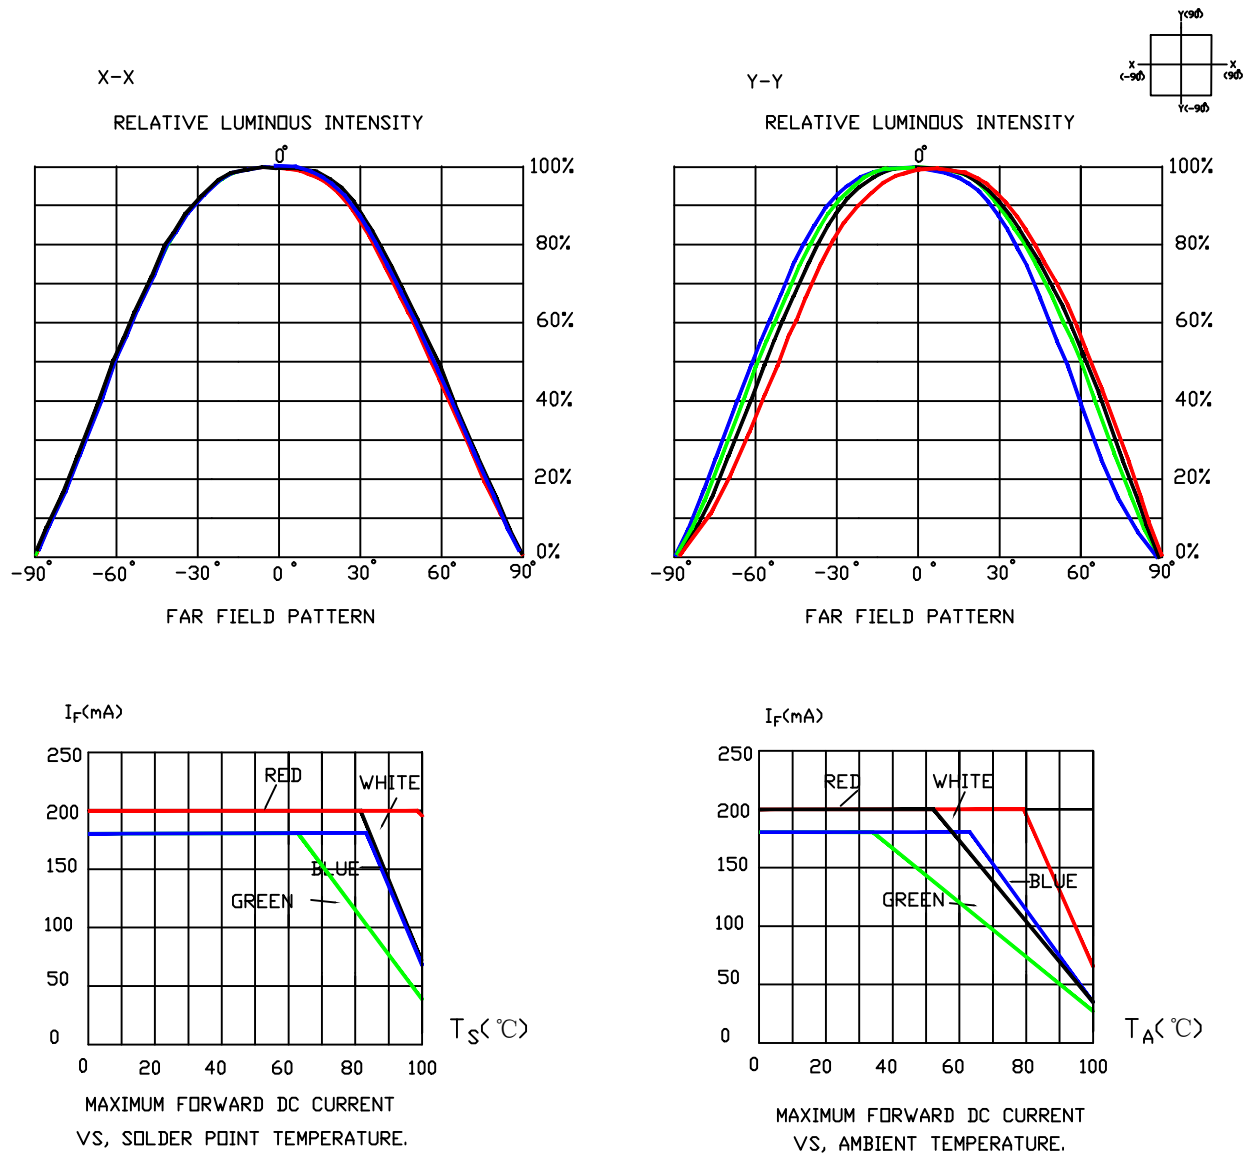 Y(90°)
X X
(-90°) (90°)
Y(-90°)
X-X
RELATIVE LUMINOUS INTENSITY
0°
100%
80%
60%
40%
20%
0%
-90° -60° -30° 0° 30° 60° 90°
FAR FIELD PATTERN
Y-Y
RELATIVE LUMINOUS INTENSITY
0°
100%
80%
60%
40%
20%
0%
-90° -60° -30° 0° 30° 60° 90°
FAR FIELD PATTERN
IF(mA)
250
200
150
100
50
0
RED
WHITE
BLUE
GREEN
0 20 40 60 80 100
TS(℃)
MAXIMUM FORWARD DC CURRENT
VS, SOLDER POINT TEMPERATURE.
IF(mA)
250
200
150
100
50
0
RED
WHITE
BLUE
GREEN
0 20 40 60 80 100
TA(℃)
MAXIMUM FORWARD DC CURRENT
VS, AMBIENT TEMPERATURE.